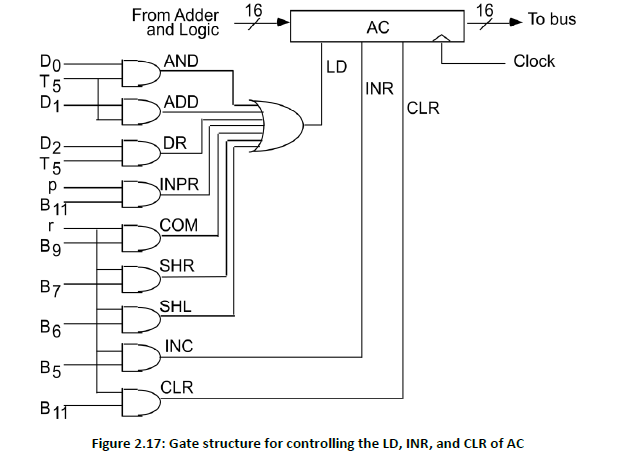 From Adder and Logic
16
AC
16
To bus
Clock
LD
INR
CLR
D0
T5
D1
AND
ADD
D2
T5
DR
p
B11
INPR
r
B9
COM
B7
SHR
B6
SHL
B5
INC
B11
CLR
Figure 2.17: Gate structure for controlling the LD, INR, and CLR of AC